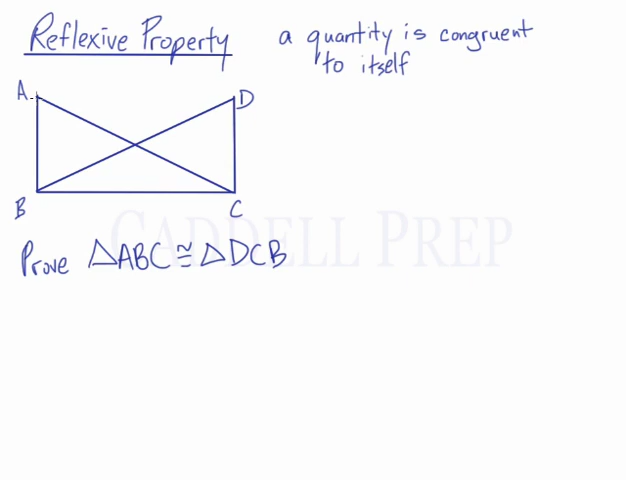 Reflexive Property
a quantity is congruent
to itself
A
D
B
C
CADDELL PREP
Prove △ABC ≅ △DCB